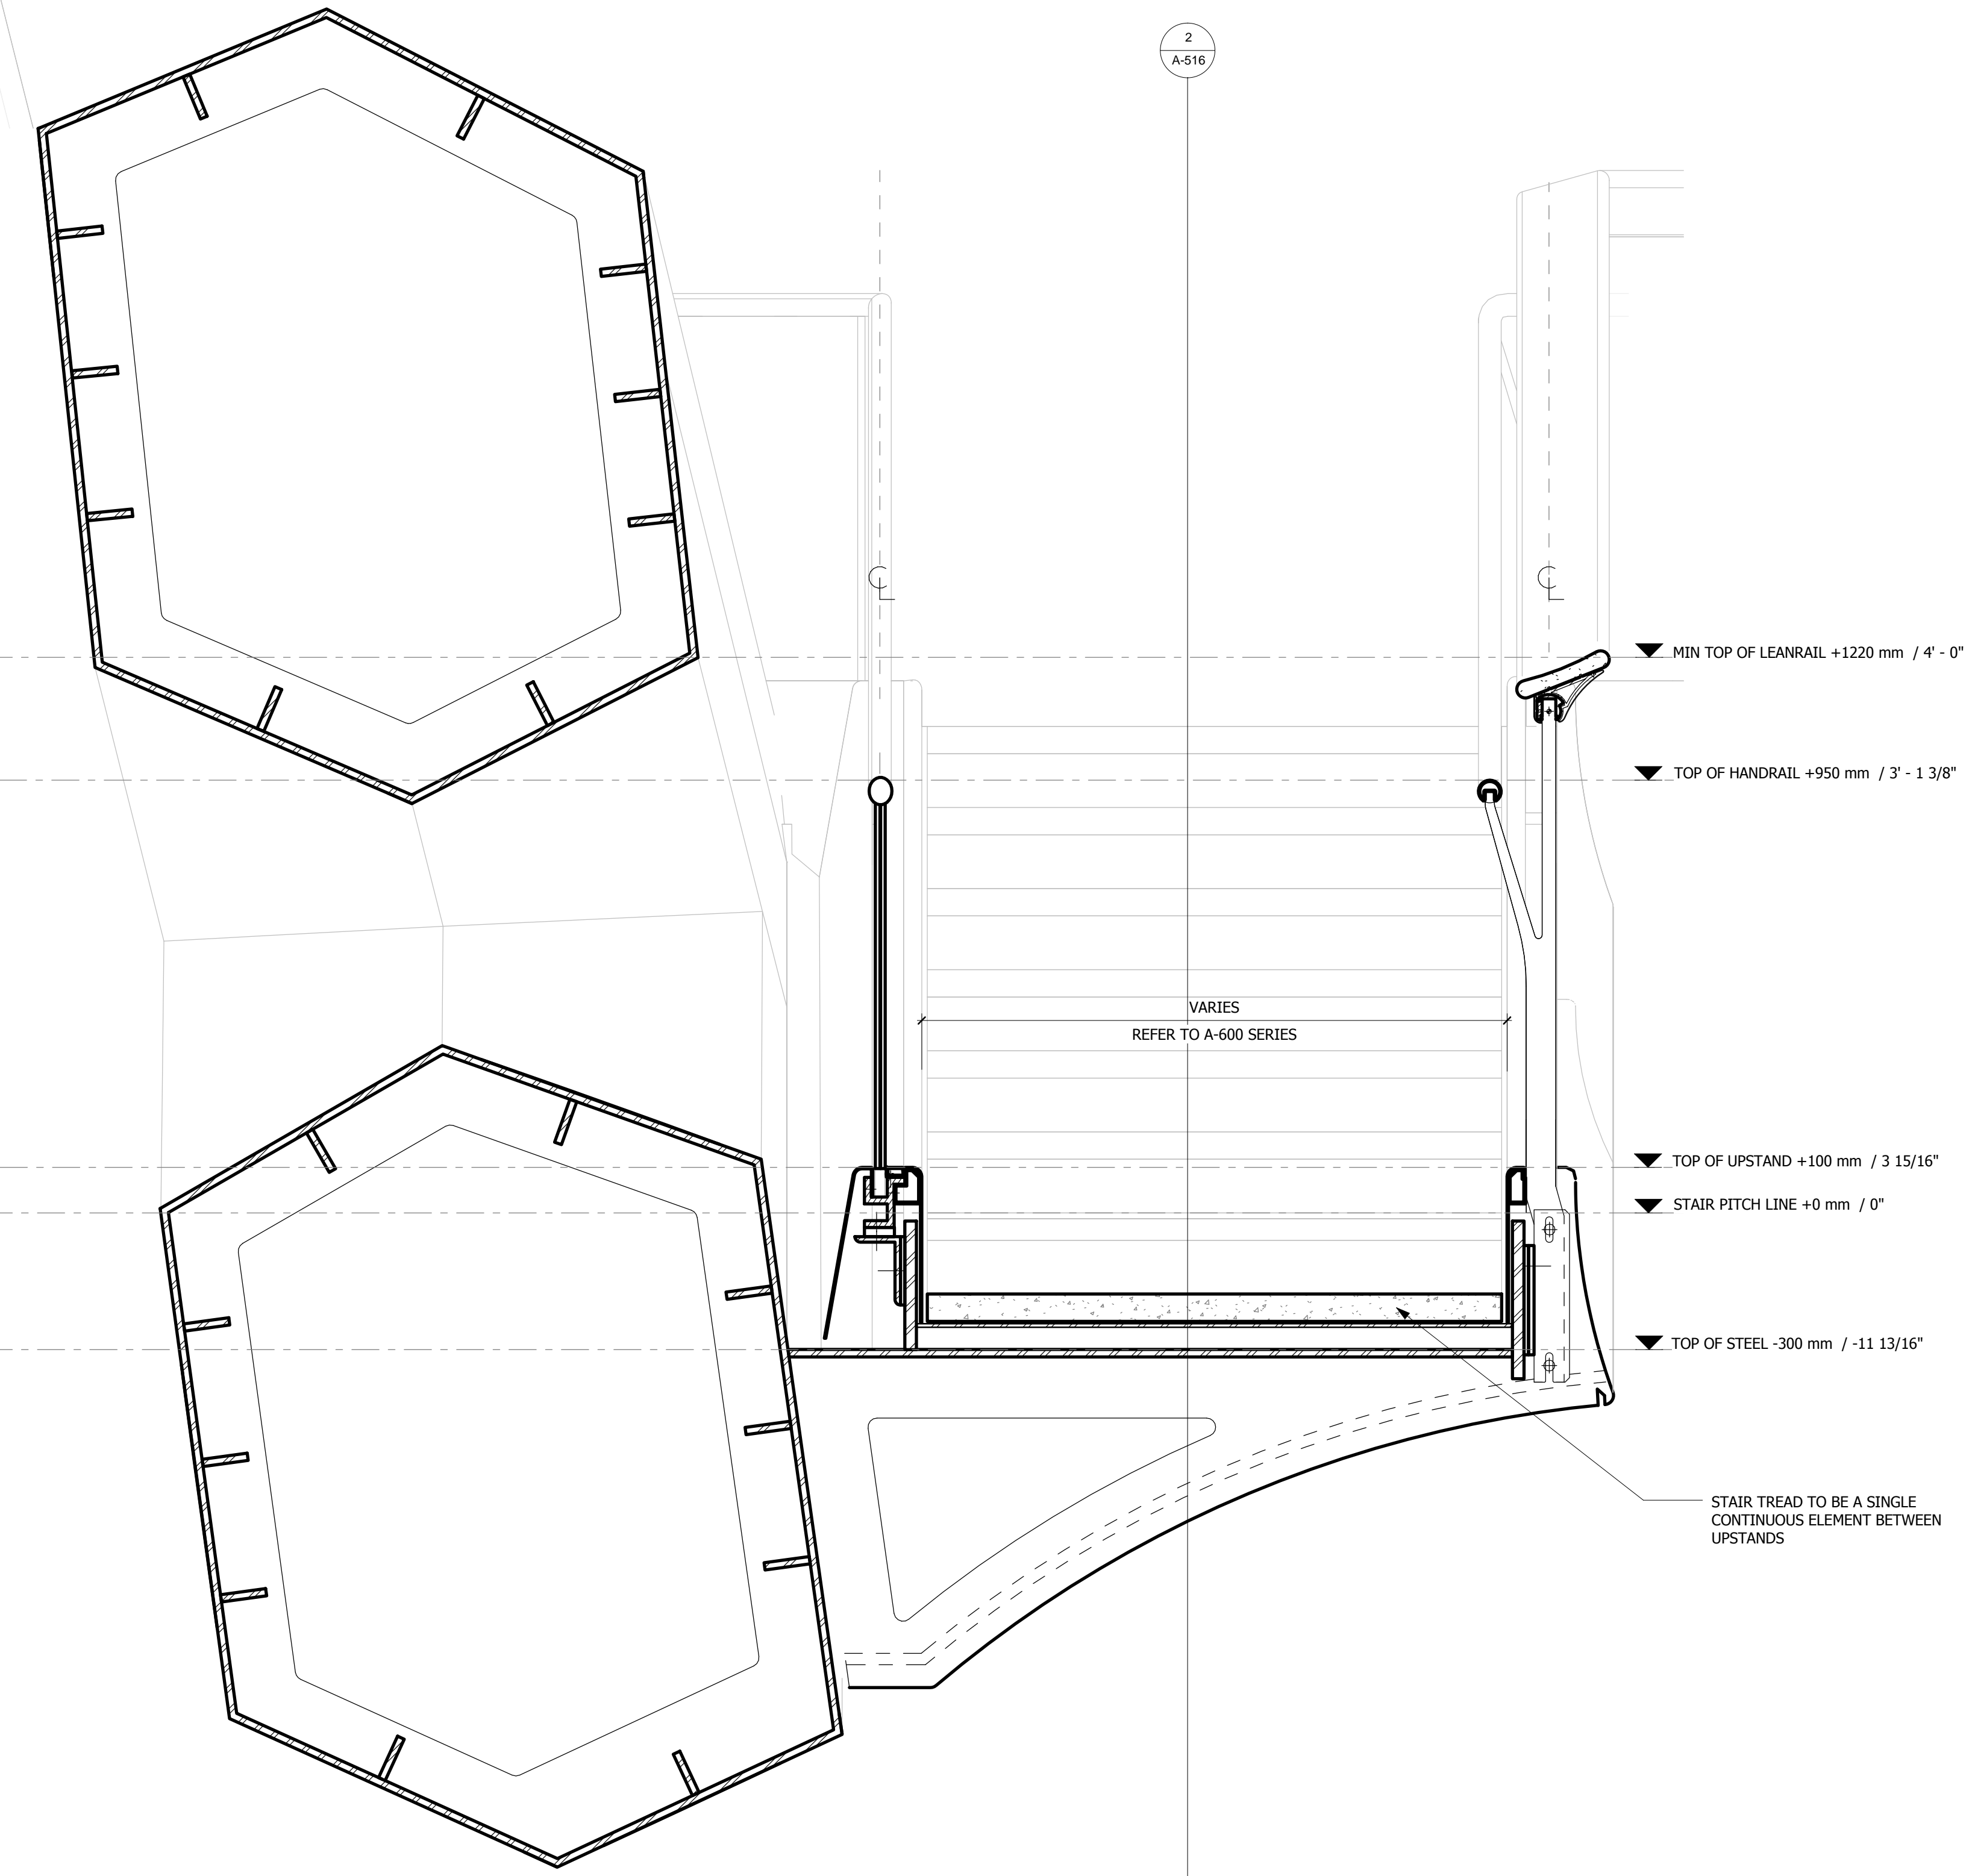 2
A-516
MIN TOP OF LEANRAIL +1220 mm / 4' - 0"
TOP OF HANDRAIL +950 mm / 3' - 1 3/8"
VARIES
REFER TO A-600 SERIES
TOP OF UPSTAND +100 mm / 3 15/16"
STAIR PITCH LINE +0 mm / 0"
TOP OF STEEL -300 mm / -11 13/16"
STAIR TREAD TO BE A SINGLE
CONTINUOUS ELEMENT BETWEEN
UPSTANDS